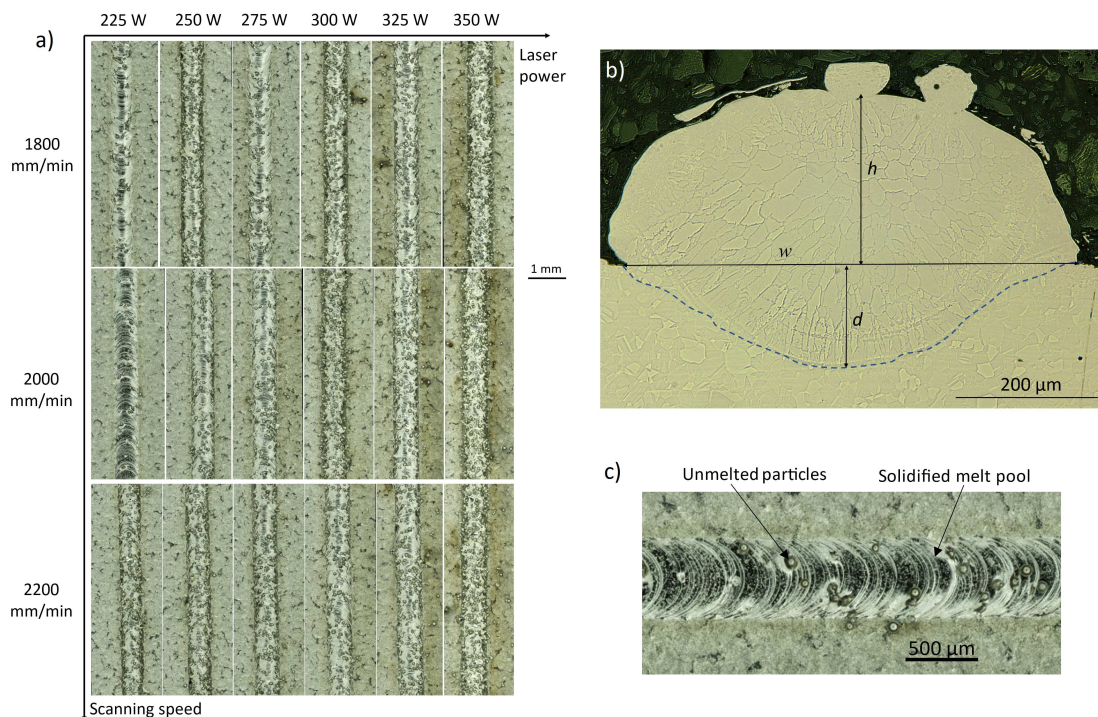 225 W 250 W 275 W 300 W 325 W 350 W
a)
Laser
power
1800
mm/min
1 mm
2000
mm/min
2200
mm/min
Scanning speed
b)
h
w
d
200 μm
c)
Unmelted particles
Solidified melt pool
500 μm